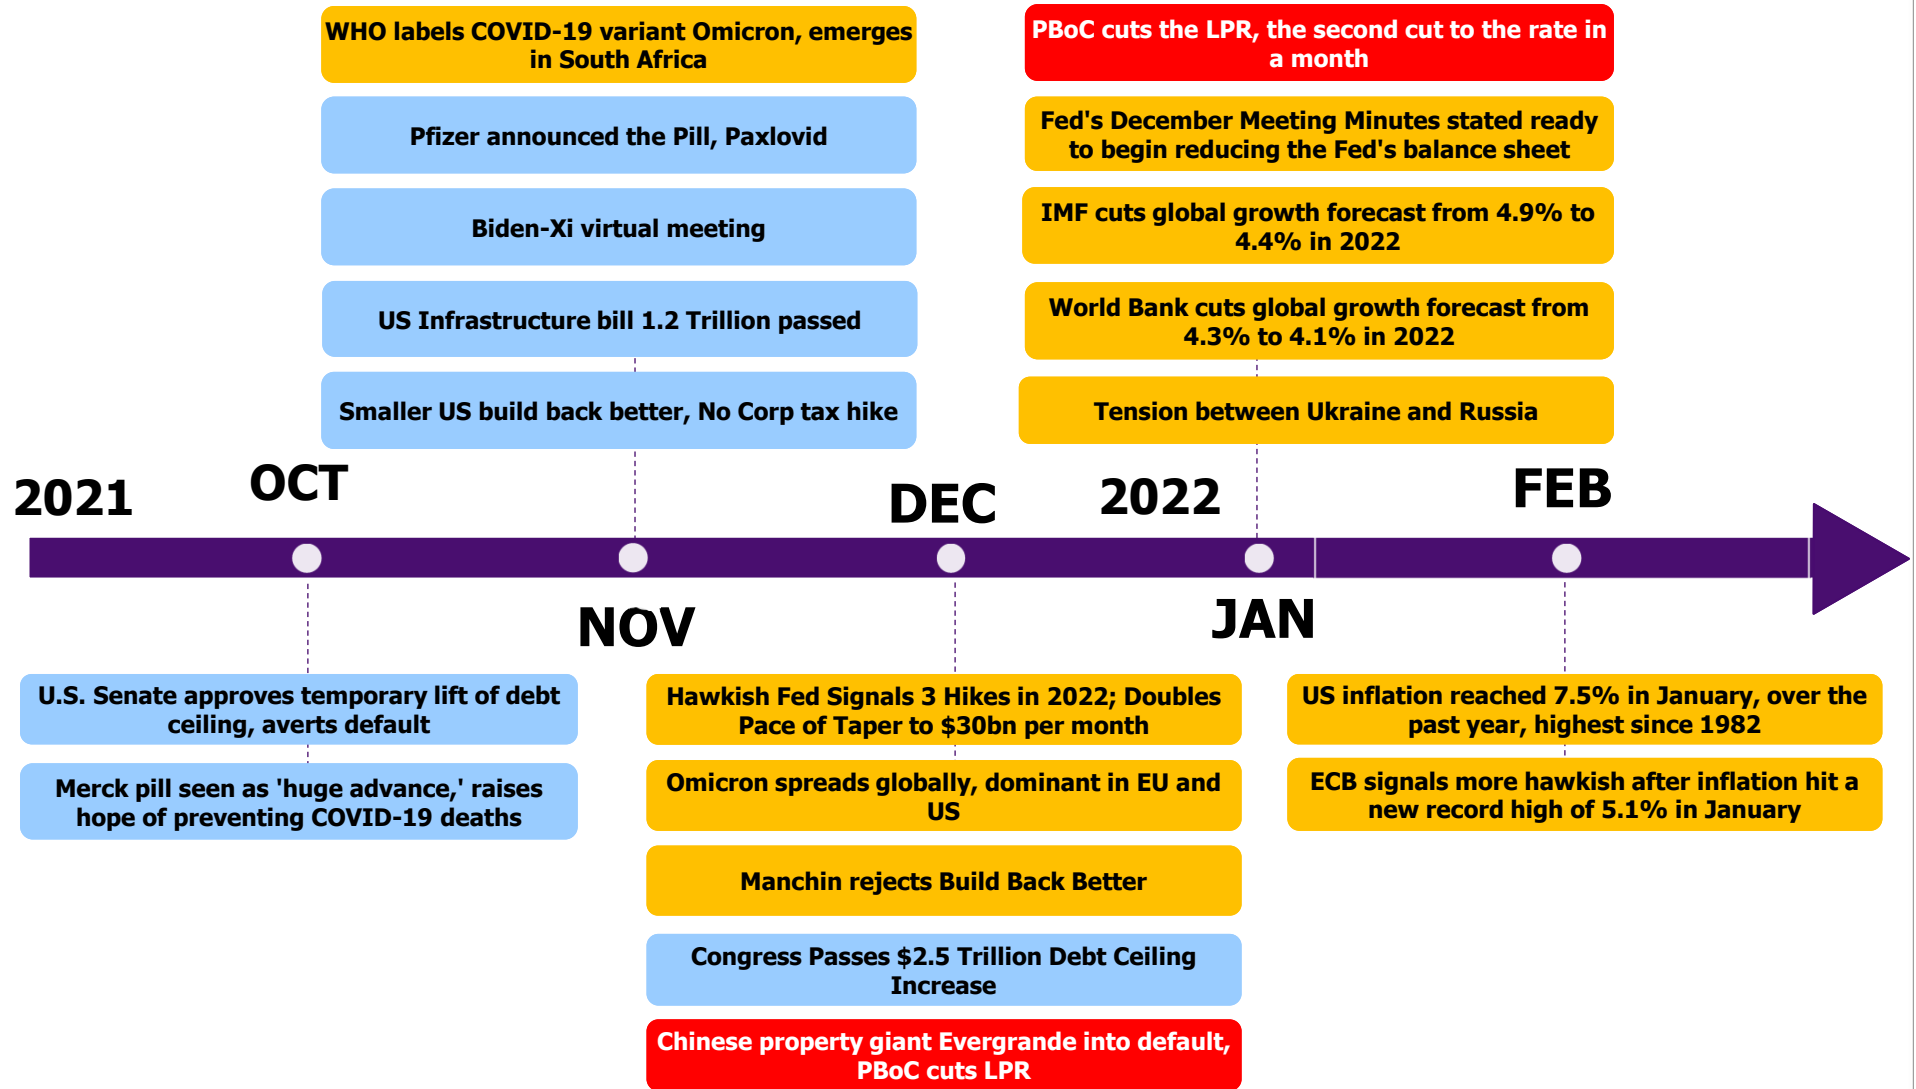 WHO labels COVID-19 variant Omicron, emerges
in South Africa
Pfizer announced the Pill, Paxlovid
Biden-Xi virtual meeting
US Infrastructure bill 1.2 Trillion passed
Smaller US build back better, No Corp tax hike
PBoC cuts the LPR, the second cut to the rate in
a month
Fed's December Meeting Minutes stated ready
to begin reducing the Fed's balance sheet
IMF cuts global growth forecast from 4.9% to
4.4% in 2022
World Bank cuts global growth forecast from
4.3% to 4.1% in 2022
Tension between Ukraine and Russia
2021
OCT
DEC
2022
FEB
NOV
JAN
U.S. Senate approves temporary lift of debt
ceiling, averts default
Merck pill seen as 'huge advance,' raises
hope of preventing COVID-19 deaths
Hawkish Fed Signals 3 Hikes in 2022; Doubles
Pace of Taper to $30bn per month
Omicron spreads globally, dominant in EU and
US
Manchin rejects Build Back Better
Congress Passes $2.5 Trillion Debt Ceiling
Increase
Chinese property giant Evergrande into default,
PBoC cuts LPR
US inflation reached 7.5% in January, over the
past year, highest since 1982
ECB signals more hawkish after inflation hit a
new record high of 5.1% in January